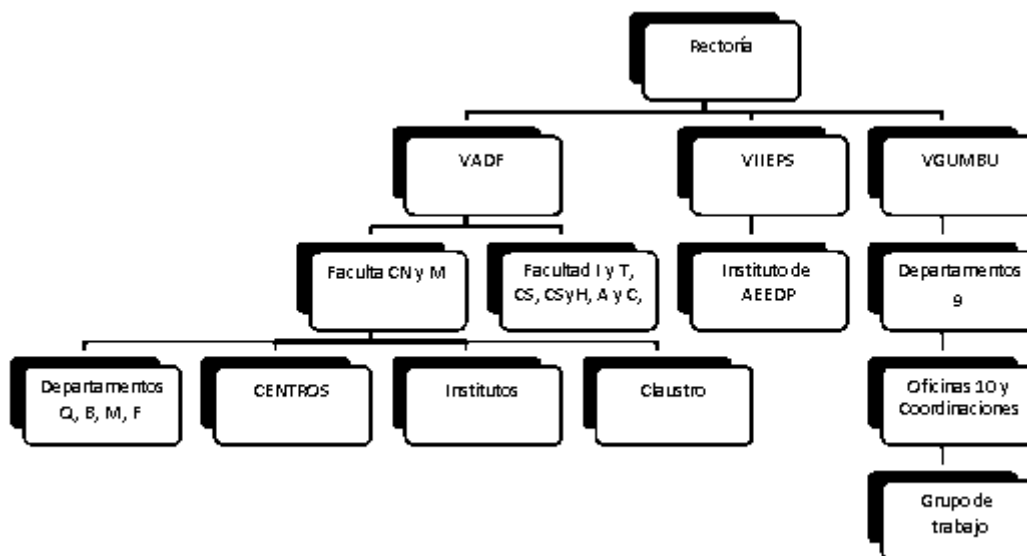 Rectoría
VADF
VIIEPS
VGUMBU
Faculta CN y M
Facultad I y T,
CS, CSyH, A y C,
Instituto de
AEEDP
Departamentos
9
Departamentos
Q, B, M, F
CENTROS
Institutos
Claustro
Oficinas 10 y
Coordinaciones
Grupo de
trabajo